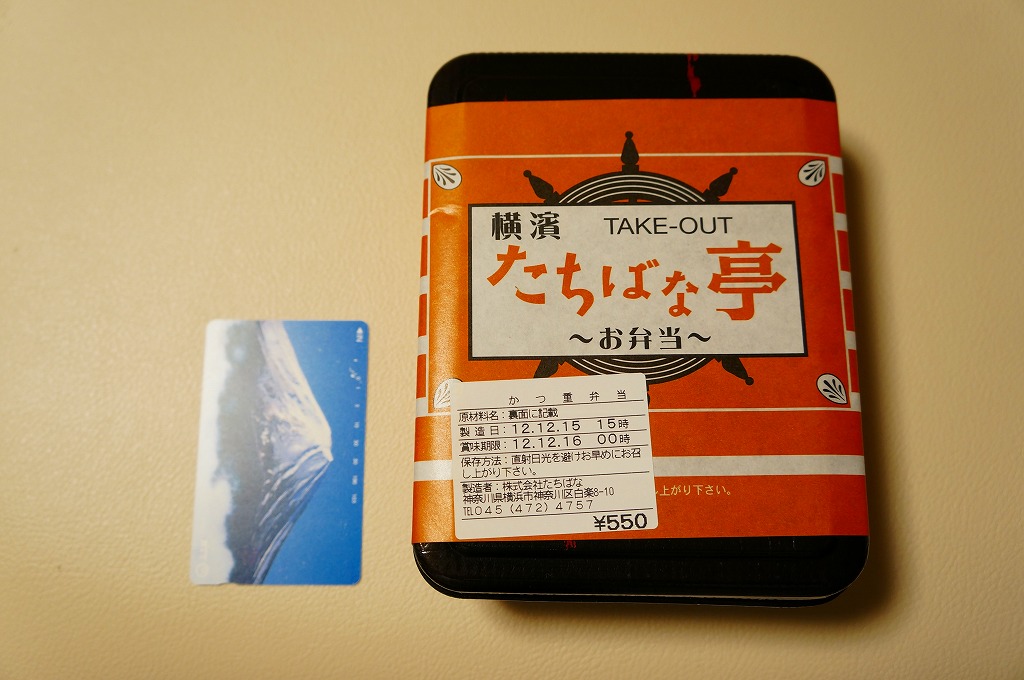 横濱 TAKE-OUT
たちばな亭
〜お弁当〜
かつ重弁当
原材料名：裏面に記載
製造日：12.12.15 15時
賞味期限：12.12.16 00時
保存方法：直射日光を避けお早めにお召
し上がり下さい。
製造者：株式会社たちばな
神奈川県横浜市神奈川区白楽8-10
TEL045（472）4757
¥550
し上がり下さい。
50